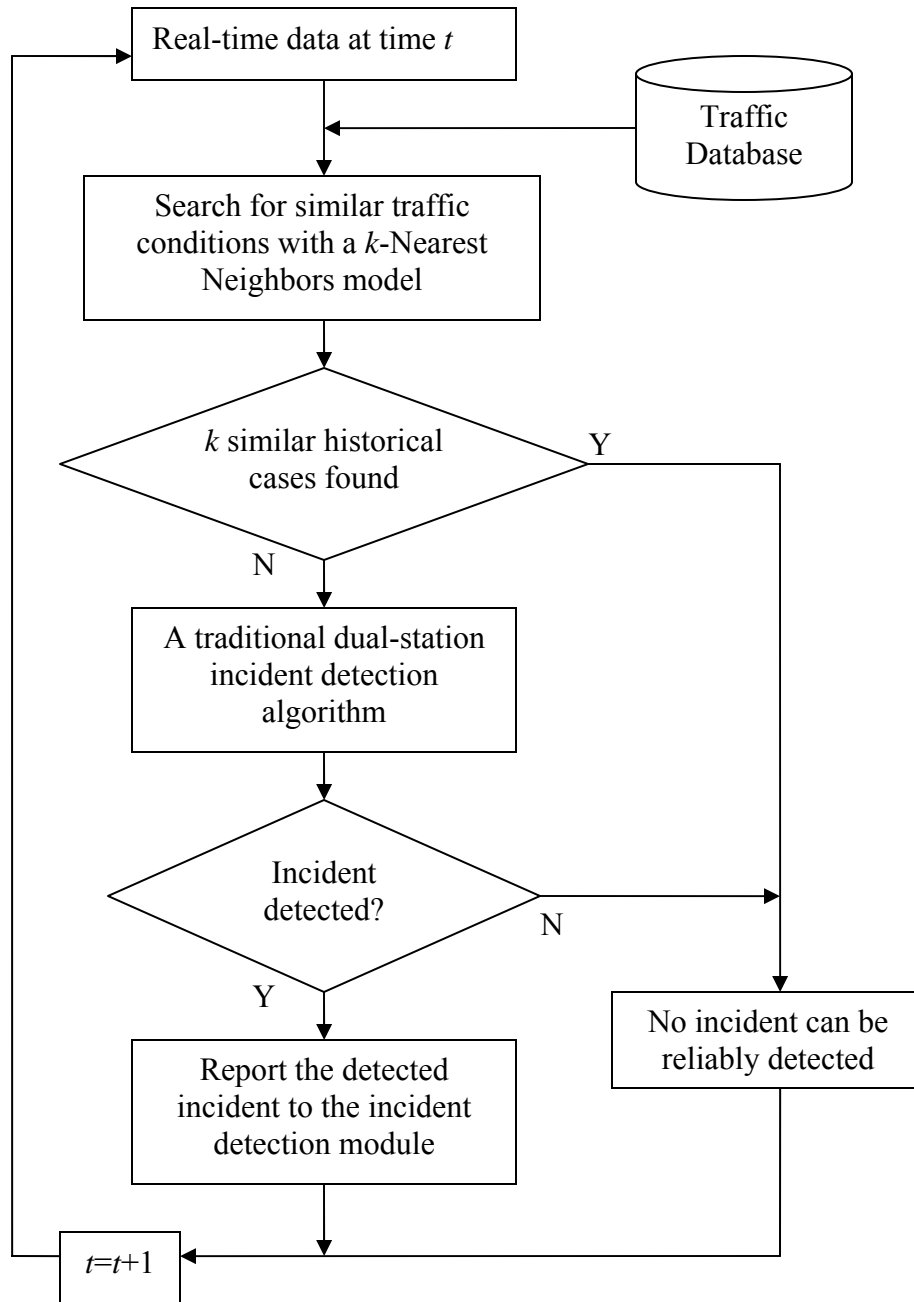 Real-time data at time t
Traffic
Database
Search for similar traffic
conditions with a k-Nearest
Neighbors model
k similar historical
cases found
Y
N
A traditional dual-station
incident detection
algorithm
Incident
detected?
N
Y
No incident can be
reliably detected
Report the detected
incident to the incident
detection module
t=t+1